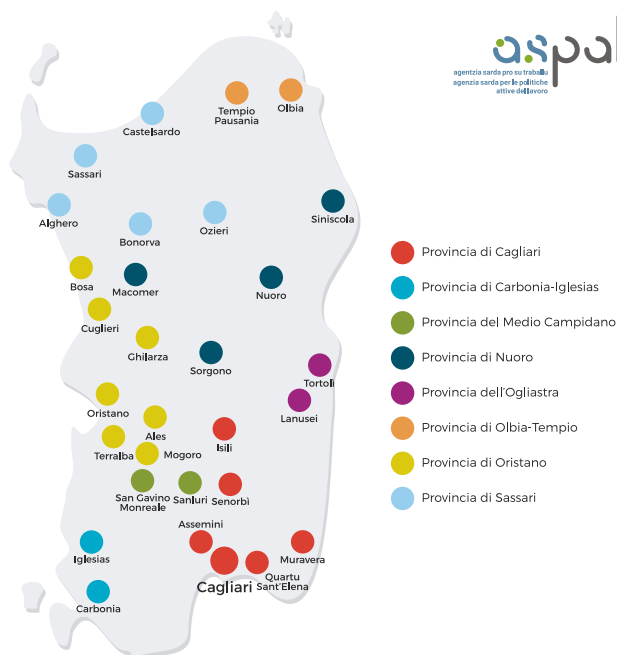 aspal
agentzia sarda pro su traballu
agenzia sarda per le politiche
attive del lavoro
Tempio
Pausania
Olbia
Castelsardo
Sassari
Alghero
Bonorva
Ozieri
Siniscola
Bosa
Macomer
Nuoro
Cuglieri
Ghilarza
Sorgono
Tortolì
Lanusei
Oristano
Ales
Isili
Terralba
Mogoro
San Gavino
Monreale
Sanluri
Senorbì
Assemini
Iglesias
Muravera
Cagliari
Quartu
Sant'Elena
Carbonia
Provincia di Cagliari
Provincia di Carbonia-Iglesias
Provincia del Medio Campidano
Provincia di Nuoro
Provincia dell'Ogliastra
Provincia di Olbia-Tempio
Provincia di Oristano
Provincia di Sassari